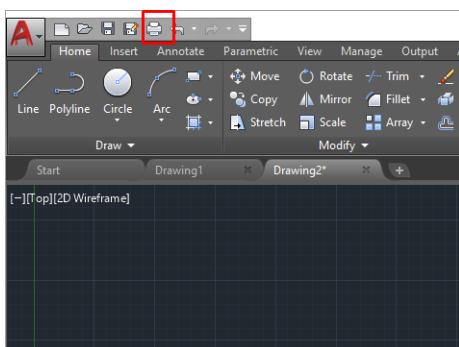 A
Home Insert Annotate Parametric View Manage Output
Move Rotate Trim
Line Polyline Circle Arc Copy Mirror Fillet
Stretch Scale Array
Draw Modify
Start Drawing1 Drawing2*
[−][Top][2D Wireframe]